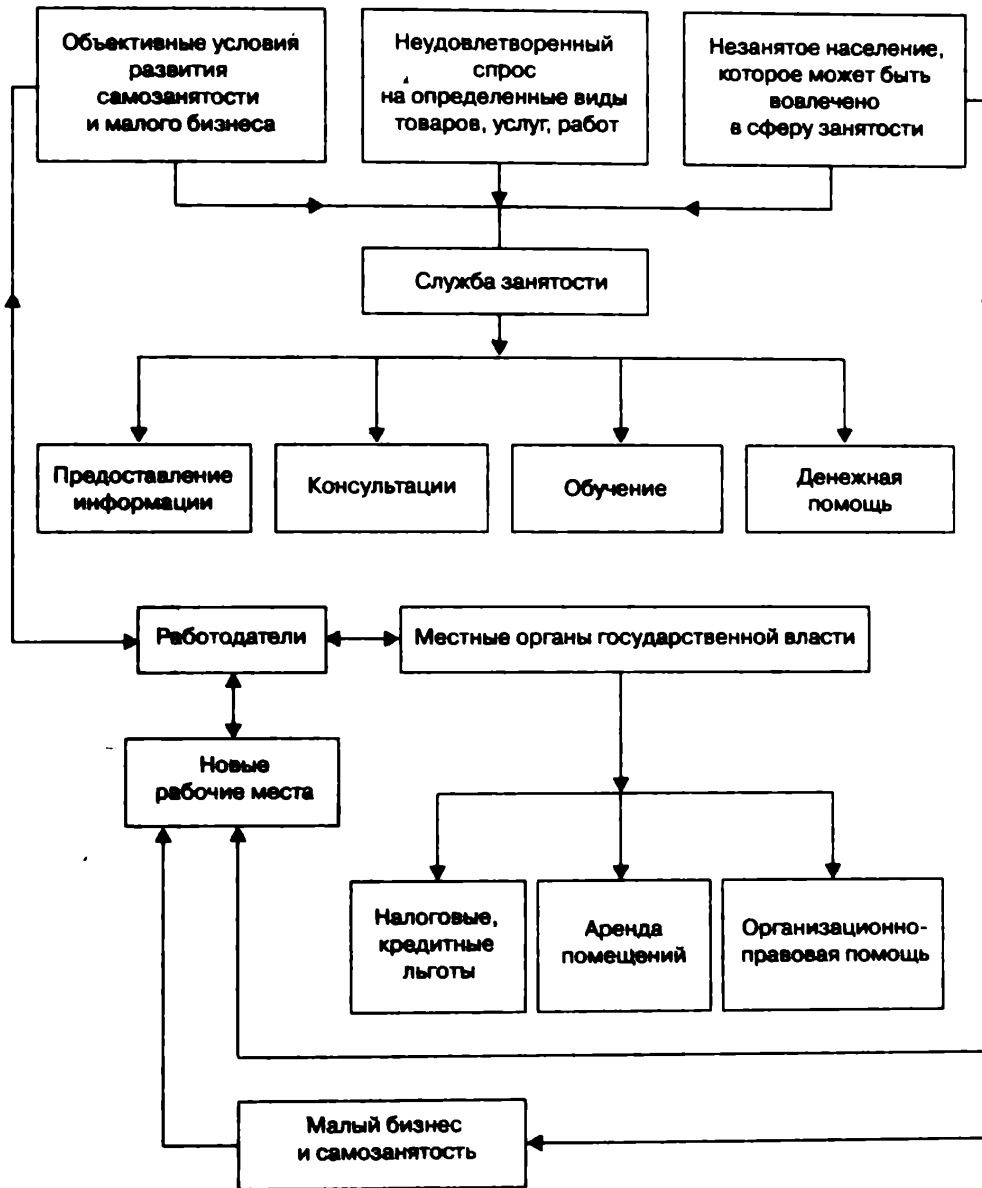 Объективные условия
развития
самозанятости
и малого бизнеса
Неудовлетворенный
спрос
на определенные виды
товаров, услуг, работ
Незанятое население,
которое может быть
вовлечено
в сферу занятости
Служба занятости
Предоставление
информации
Консультации
Обучение
Денежная
помощь
Работодатели
Местные органы государственной власти
Новые
рабочие места
Налоговые,
кредитные
льготы
Аренда
помещений
Организационно-
правовая помощь
Малый бизнес
и самозанятость